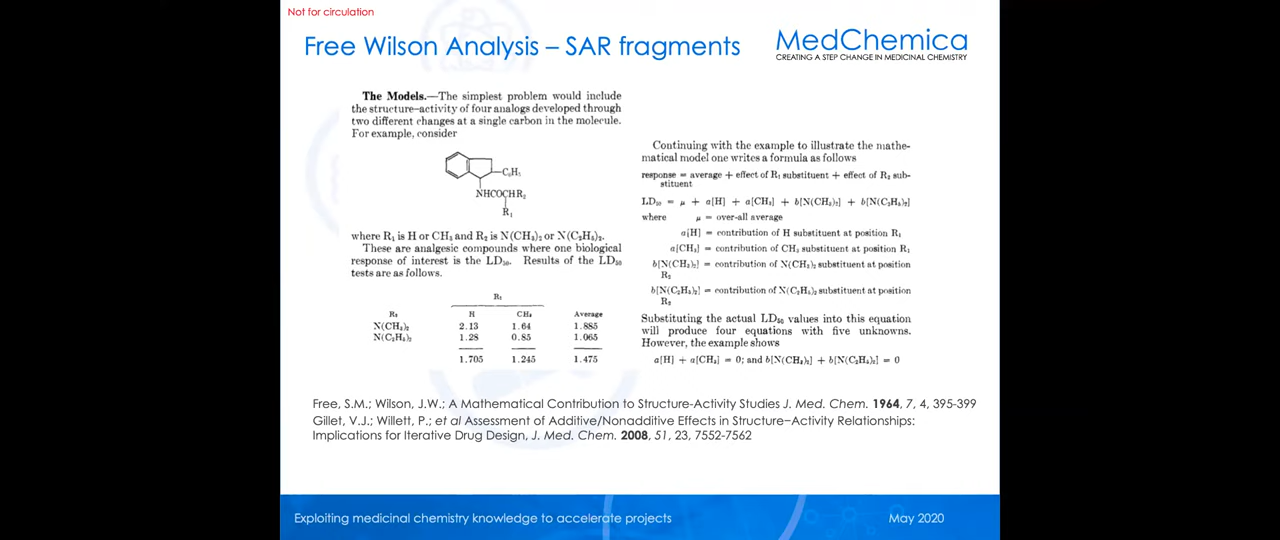 Not for circulation
Free Wilson Analysis – SAR fragments
MedChemica
CREATING A STEP CHANGE IN MEDICINAL CHEMISTRY
The Models.—The simplest problem would include
the structure-activity of four analogs developed through
two different changes at a single carbon in the molecule.
For example, consider
C₆H₅
NHCOCHR₂
R₁
where R₁ is H or CH₃ and R₂ is N(CH₃)₂ or N(C₂H₅)₂.
These are analgesic compounds where one biological
response of interest is the LD₅₀. Results of the LD₅₀
tests are as follows.
R₁
R₂ H CH₃ Average
N(CH₃)₂ 2.13 1.64 1.885
N(C₂H₅)₂ 1.28 0.85 1.065
1.705 1.245 1.475
Continuing with the example to illustrate the mathe-
matical model one writes a formula as follows
response = average + effect of R₁ substituent + effect of R₂ sub-
stituent
LD₅₀ = μ + a[H] + a[CH₃] + b[N(CH₃)₂] + b[N(C₂H₅)₂]
where μ = over-all average
a[H] = contribution of H substituent at position R₁
a[CH₃] = contribution of CH₃ substituent at position R₁
b[N(CH₃)₂] = contribution of N(CH₃)₂ substituent at position
R₂
b[N(C₂H₅)₂] = contribution of N(C₂H₅)₂ substituent at position
R₂
Substituting the actual LD₅₀ values into this equation
will produce four equations with five unknowns.
However, the example shows
a[H] + a[CH₃] = 0; and b[N(CH₃)₂] + b[N(C₂H₅)₂] = 0
Free, S.M.; Wilson, J.W.; A Mathematical Contribution to Structure-Activity Studies J. Med. Chem. 1964, 7, 4, 395-399
Gillet, V.J.; Willett, P.; et al Assessment of Additive/Nonadditive Effects in Structure−Activity Relationships:
Implications for Iterative Drug Design, J. Med. Chem. 2008, 51, 23, 7552-7562
Exploiting medicinal chemistry knowledge to accelerate projects
May 2020